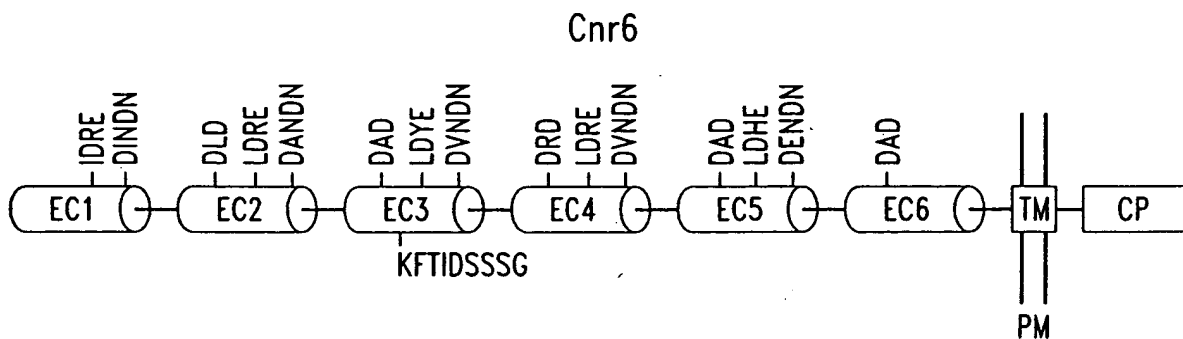 Cnr6
IDRE
DINDN
DLD
LDRE
DANDN
DAD
LDYE
DVNDN
DRD
LDRE
DVNDN
DAD
LDHE
DENDN
DAD
EC1
EC2
EC3
EC4
EC5
EC6
TM
CP
KFTIDSSSG
PM